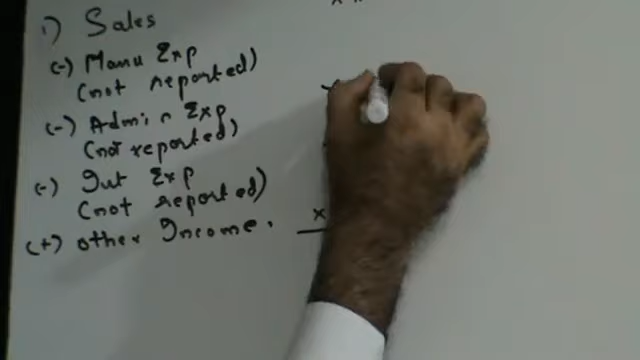 1) Sales
(-) Manu Exp
(not reported)
(-) Admin Exp
(not reported)
(-) Int Exp
(not reported)
(+) other Income. x